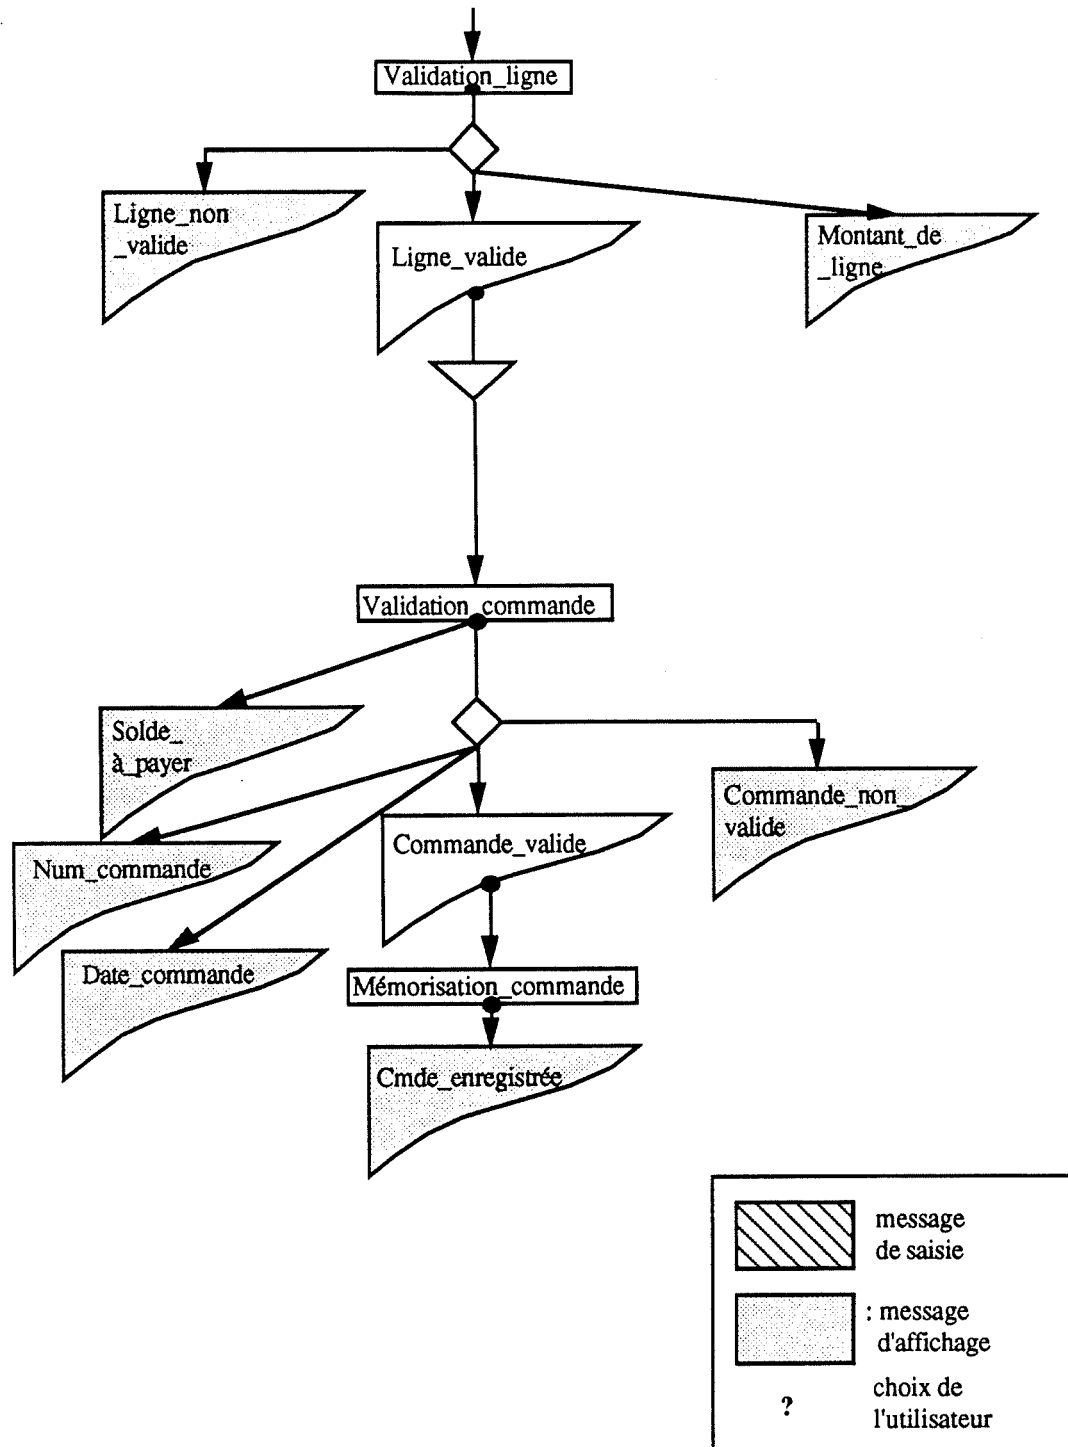 Validation_ligne
Ligne_non
_valide
Ligne_valide
Montant_de
_ligne
Validation_commande
Solde_
à_payer
Commande_non_
valide
Commande_valide
Num_commande
Date_commande
Mémorisation_commande
Cmde_enregistrée
message
de saisie
: message
d'affichage
? choix de
l'utilisateur